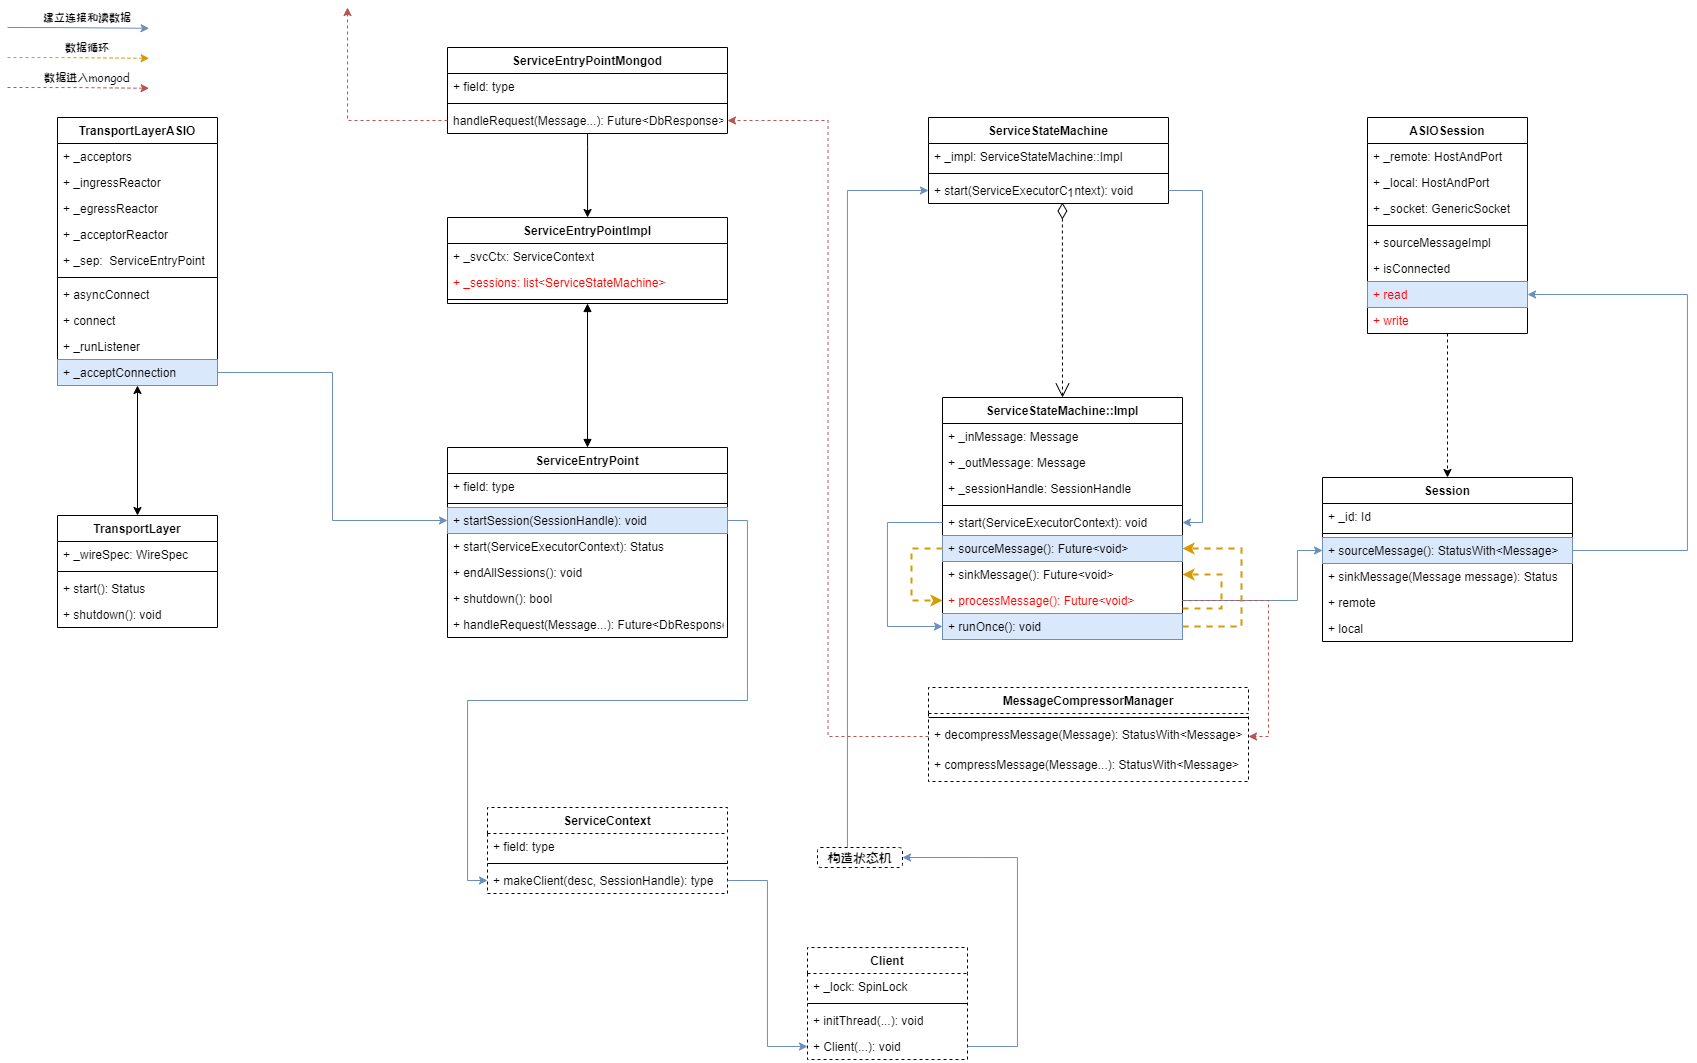 建立连接和读数据
数据循环
数据进入mongod
TransportLayerASIO
+ _acceptors
+ _ingressReactor
+ _egressReactor
+ _acceptorReactor
+ _sep:  ServiceEntryPoint
+ asyncConnect
+ connect
+ _runListener
+ _acceptConnection
TransportLayer
+ _wireSpec: WireSpec
+ start(): Status
+ shutdown(): void
ServiceEntryPointMongod
+ field: type
handleRequest(Message...): Future<DbResponse>
ServiceEntryPointImpl
+ _svcCtx: ServiceContext
+ _sessions: list<ServiceStateMachine>
ServiceEntryPoint
+ field: type
+ startSession(SessionHandle): void
+ start(ServiceExecutorContext): Status
+ endAllSessions(): void
+ shutdown(): bool
+ handleRequest(Message...): Future<DbRespons
ServiceContext
+ field: type
+ makeClient(desc, SessionHandle): type
Client
+ _lock: SpinLock
+ initThread(...): void
+ Client(...): void
构造状态机
ServiceStateMachine
+ _impl: ServiceStateMachine::Impl
+ start(ServiceExecutorC1ntext): void
ServiceStateMachine::Impl
+ _inMessage: Message
+ _outMessage: Message
+ _sessionHandle: SessionHandle
+ start(ServiceExecutorContext): void
+ sourceMessage(): Future<void>
+ sinkMessage(): Future<void>
+ processMessage(): Future<void>
+ runOnce(): void
MessageCompressorManager
+ decompressMessage(Message): StatusWith<Message>
+ compressMessage(Message...): StatusWith<Message>
ASIOSession
+ _remote: HostAndPort
+ _local: HostAndPort
+ _socket: GenericSocket
+ sourceMessageImpl
+ isConnected
+ read
+ write
Session
+ _id: Id
+ sourceMessage(): StatusWith<Message>
+ sinkMessage(Message message): Status
+ remote
+ local